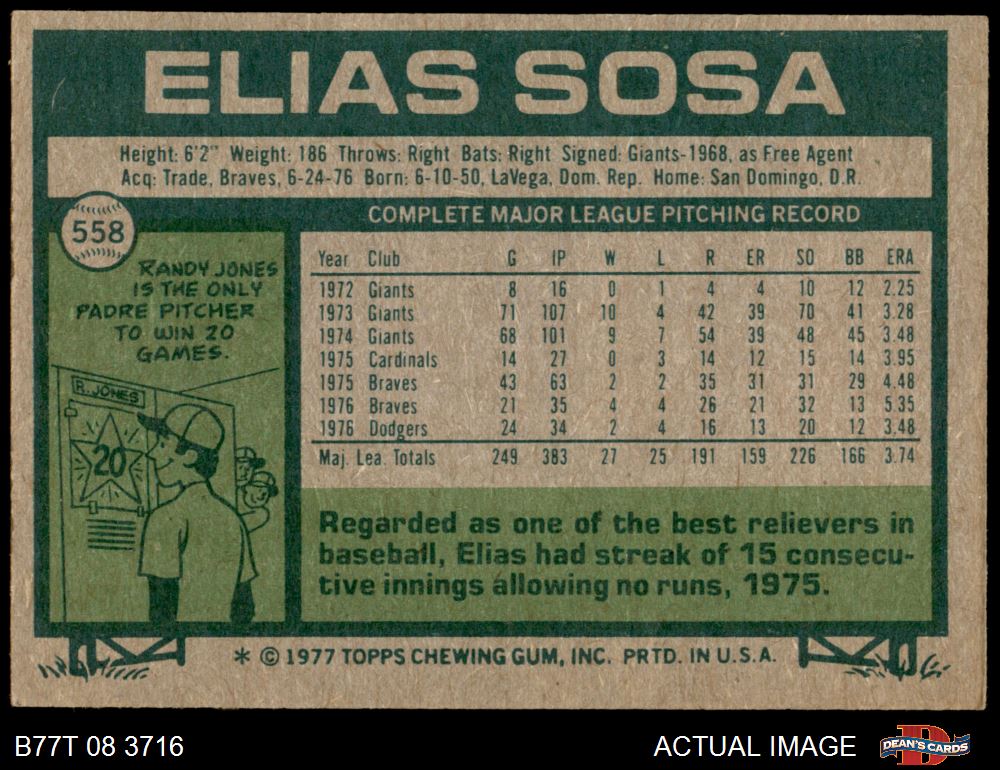 ELIAS SOSA
Height: 6'2" Weight: 186 Throws: Right Bats: Right Signed: Giants-1968, as Free Agent
Acq: Trade, Braves, 6-24-76 Born: 6-10-50, LaVega, Dom. Rep. Home: San Domingo, D.R.
558
COMPLETE MAJOR LEAGUE PITCHING RECORD
Year Club G IP W L R ER SO BB ERA
1972 Giants 8 16 0 1 4 4 10 12 2.25
1973 Giants 71 107 10 4 42 39 70 41 3.28
1974 Giants 68 101 9 7 54 39 48 45 3.48
1975 Cardinals 14 27 0 3 14 12 15 14 3.95
1975 Braves 43 63 2 2 35 31 31 29 4.48
1976 Braves 21 35 4 4 26 21 32 13 5.35
1976 Dodgers 24 34 2 4 16 13 20 12 3.48
Maj. Lea. Totals 249 383 27 25 191 159 226 166 3.74
RANDY JONES
IS THE ONLY
PADRE PITCHER
TO WIN 20
GAMES.
R. JONES
20
Regarded as one of the best relievers in
baseball, Elias had streak of 15 consecu-
tive innings allowing no runs, 1975.
* © 1977 TOPPS CHEWING GUM, INC. PRTD. IN U.S.A.
B77T 08 3716
ACTUAL IMAGE
D
DEAN'S CARDS